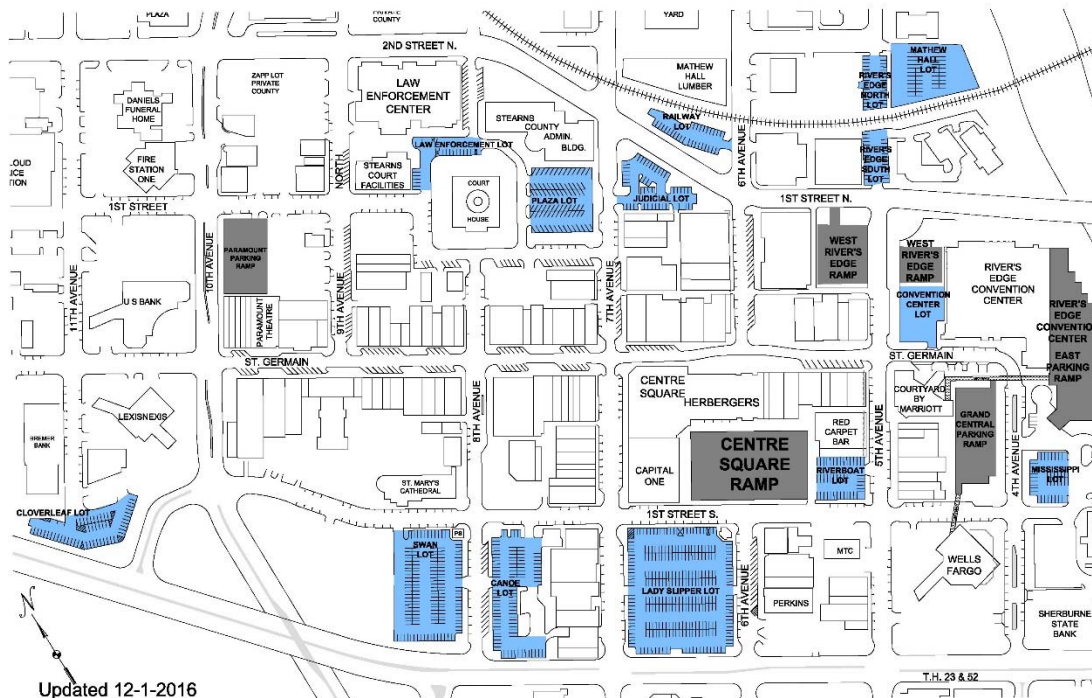 PLAZA
PRIVATE
COUNTY
YARD
2ND STREET N.
ZAPP LOT
PRIVATE
COUNTY
LAW
ENFORCEMENT
CENTER
MATHEW
HALL
LUMBER
RIVER'S
EDGE
NORTH
LOT
MATHEW
HALL
LOT
DANIELS
FUNERAL
HOME
STEARNS
COUNTY
ADMIN.
BLDG.
RAILWAY
LOT
6TH AVENUE
LOUD
ICE
TION
FIRE
STATION
ONE
NORTH
LAW ENFORCEMENT LOT
STEARNS
COURT
FACILITIES
COURT
HOUSE
PLAZA LOT
JUDICIAL LOT
RIVER'S
EDGE
SOUTH
LOT
1ST STREET
1ST STREET N.
11TH AVENUE
10TH AVENUE
PARAMOUNT
PARKING
RAMP
9TH AVENUE
7TH AVENUE
WEST
RIVER'S
EDGE
RAMP
WEST
RIVER'S
EDGE
RAMP
RIVER'S
EDGE
CONVENTION
CENTER
U S BANK
PARAMOUNT
THEATRE
CONVENTION
CENTER
LOT
RIVER'S
EDGE
CONVENTIO
CENTER
EAST
PARKING
RAMP
ST. GERMAIN
ST. GERMAIN
LEXISNEXIS
BREMER
BANK
8TH AVENUE
CENTRE
SQUARE
HERBERGERS
RED
CARPET
BAR
5TH AVENUE
COURTYARD
BY
MARRIOTT
GRAND
CENTRAL
PARKING
RAMP
4TH AVENUE
ST. MARY'S
CATHEDRAL
CAPITAL
ONE
CENTRE
SQUARE
RAMP
RIVERBOAT
LOT
MISSISSIPPI
LOT
CLOVERLEAF LOT
1ST STREET S.
SWAN
LOT
PB
CANOE
LOT
LADY SLIPPER LOT
6TH AVENUE
MTC
PERKINS
WELLS
FARGO
SHERBURNE
STATE
BANK
N
T.H. 23 & 52
Updated 12-1-2016